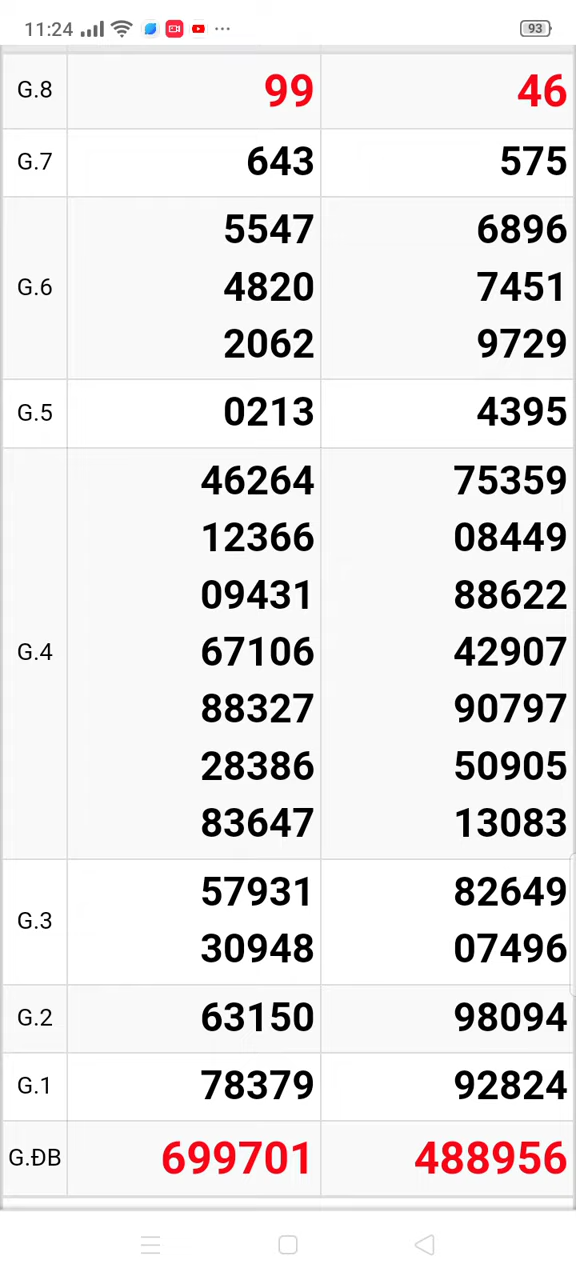 11:24 93
G.8 99 46
G.7 643 575
5547 6896
G.6 4820 7451
2062 9729
G.5 0213 4395
46264 75359
12366 08449
09431 88622
G.4 67106 42907
88327 90797
28386 50905
83647 13083
57931 82649
G.3
30948 07496
G.2 63150 98094
G.1 78379 92824
G.ĐB 699701 488956